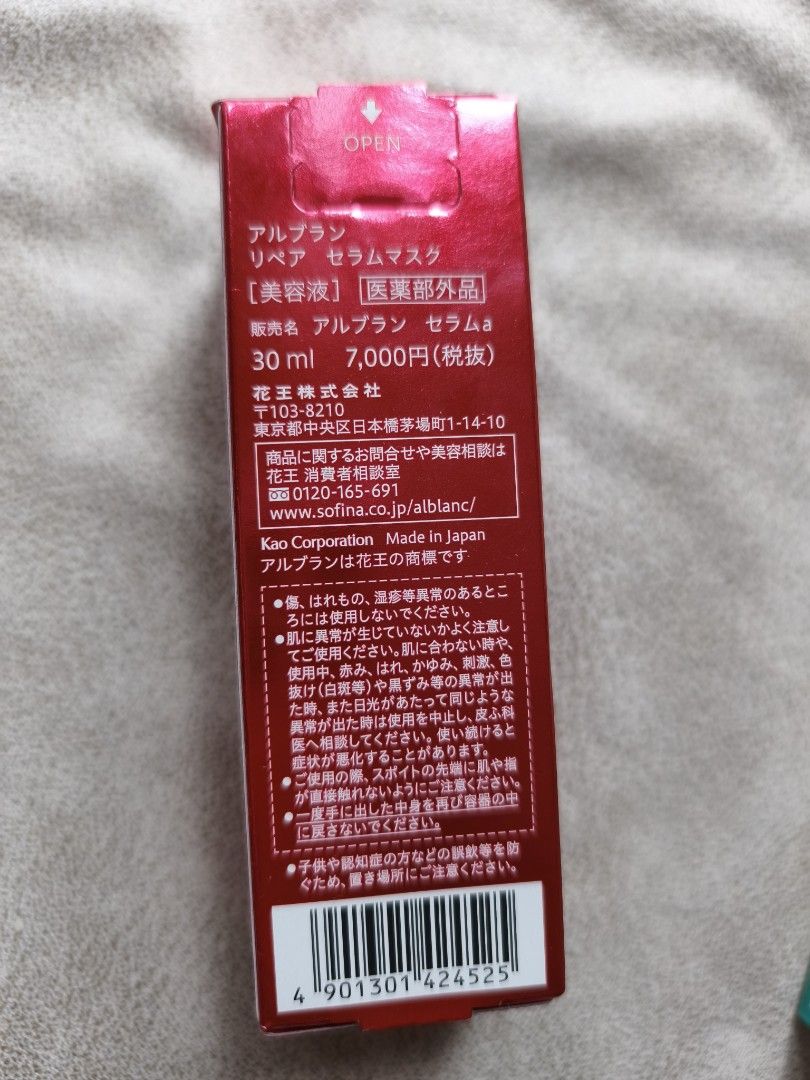 OPEN
アルブラン
リペア　セラムマスク
[美容液] 医薬部外品
販売名 アルブラン　セラムa
30 ml　7,000円(税抜)
花王株式会社
〒103-8210
東京都中央区日本橋茅場町1-14-10
商品に関するお問合せや美容相談は
花王 消費者相談室
0120-165-691
www.sofina.co.jp/alblanc/
Kao Corporation Made in Japan
アルブランは花王の商標です
●傷、はれもの、湿疹等異常のあるとこ
ろには使用しないでください。
●肌に異常が生じていないかよく注意し
てご使用ください。肌に合わない時や、
使用中、赤み、はれ、かゆみ、刺激、色
抜け(白斑等)や黒ずみ等の異常が出
た時、また日光があたって同じような
異常が出た時は使用を中止し、皮ふ科
医へ相談してください。使い続けると
症状が悪化することがあります。
●ご使用の際、スポイトの先端に肌や指
が直接触れないようにご注意ください。
●一度手に出した中身を再び容器の中
に戻さないでください。
●子供や認知症の方などの誤飲等を防
ぐため、置き場所にご注意ください。
4 901301 424525